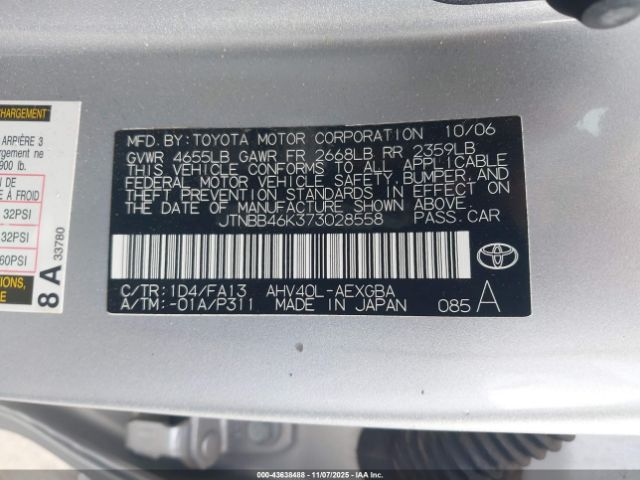 CHARGEMENT
ARPIÈRE 3
argement ne
900 lb.
N DE
E À FROID
32PSI
32PSI
60PSI
TIONS,
8 A 33780
MFD.BY:TOYOTA MOTOR CORPORATION 10/06
GVWR 4655LB GAWR FR 2668LB RR 2359LB
THIS VEHICLE CONFORMS TO ALL APPLICABLE
FEDERAL MOTOR VEHICLE SAFETY, BUMPER, AND
THEFT PREVENTION STANDARDS IN EFFECT ON
THE DATE OF MANUFACTURE SHOWN ABOVE.
JTNBB46K373028558 PASS.CAR
C/TR:1D4/FA13 AHV40L-AEXGBA
A/TM:-01A/P311 MADE IN JAPAN 085 A
000-43638488 11/07/2025 IAA. Inc.